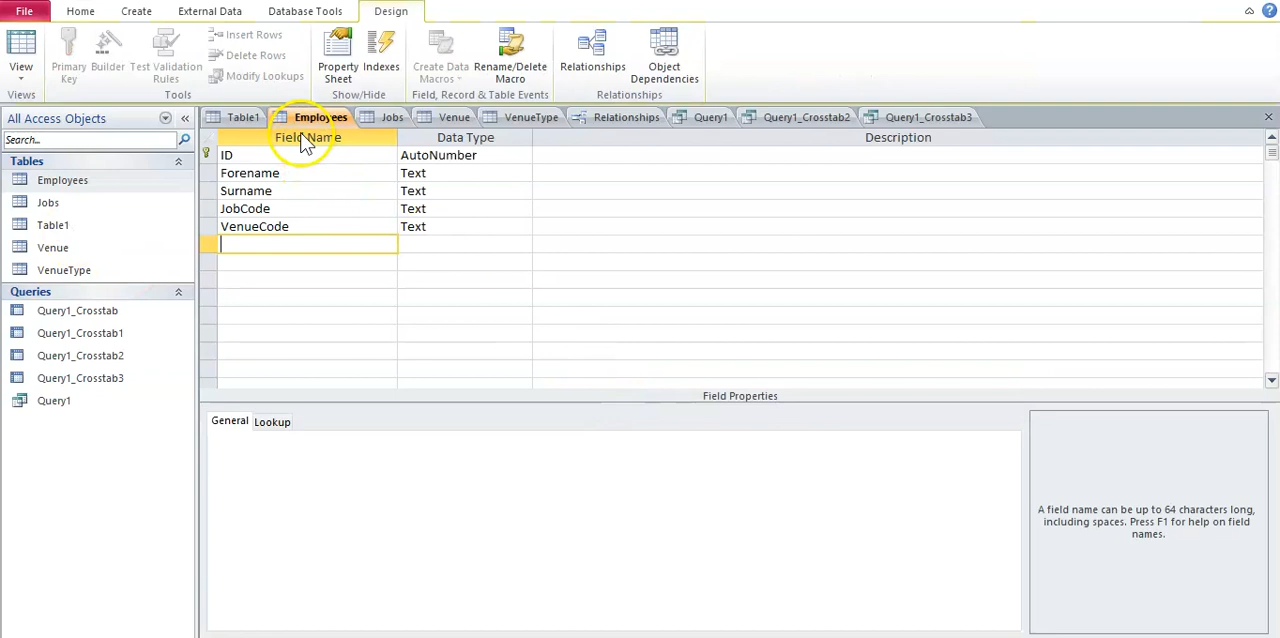 File Home Create External Data Database Tools Design
View
Views
Primary Key
Builder
Test Validation Rules
Insert Rows
Delete Rows
Modify Lookups
Tools
Property Sheet
Indexes
Show/Hide
Create Data Macros
Rename/Delete Macro
Field, Record & Table Events
Relationships
Object Dependencies
Relationships
All Access Objects
Search...
Tables
Employees
Jobs
Table1
Venue
VenueType
Queries
Query1_Crosstab
Query1_Crosstab1
Query1_Crosstab2
Query1_Crosstab3
Query1
Table1 Employees Jobs Venue VenueType Relationships Query1 Query1_Crosstab2 Query1_Crosstab3
Field Name Data Type Description
ID AutoNumber
Forename Text
Surname Text
JobCode Text
VenueCode Text
Field Properties
General Lookup
A field name can be up to 64 characters long,
including spaces. Press F1 for help on field
names.